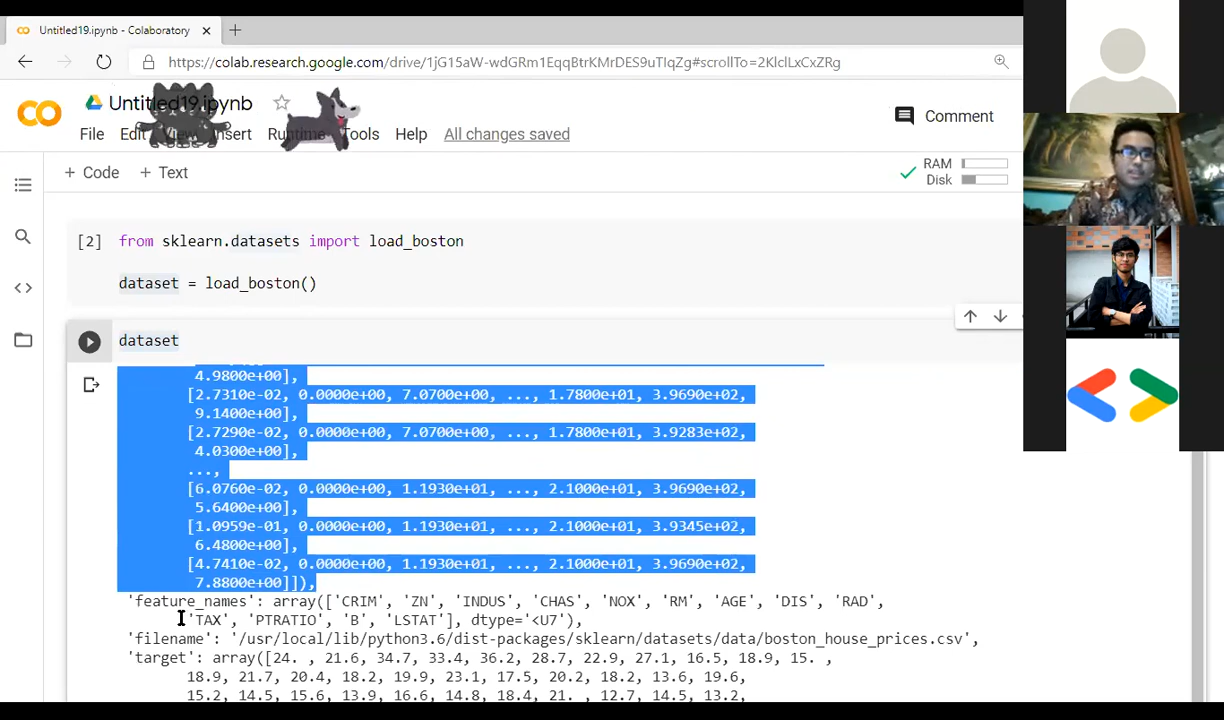 Untitled19.ipynb - Colaboratory
https://colab.research.google.com/drive/1jG15aW-wdGRm1EqqBtrKMrDES9uTlqZg#scrollTo=2KlclLxCxZRg
Untitled19.ipynb
File Edit View Insert Runtime Tools Help All changes saved
Comment
+ Code + Text
RAM
Disk
[2] from sklearn.datasets import load_boston
dataset = load_boston()
dataset
4.9800e+00],
[2.7310e-02, 0.0000e+00, 7.0700e+00, ..., 1.7800e+01, 3.9690e+02,
9.1400e+00],
[2.7290e-02, 0.0000e+00, 7.0700e+00, ..., 1.7800e+01, 3.9283e+02,
4.0300e+00],
...,
[6.0760e-02, 0.0000e+00, 1.1930e+01, ..., 2.1000e+01, 3.9690e+02,
5.6400e+00],
[1.0959e-01, 0.0000e+00, 1.1930e+01, ..., 2.1000e+01, 3.9345e+02,
6.4800e+00],
[4.7410e-02, 0.0000e+00, 1.1930e+01, ..., 2.1000e+01, 3.9690e+02,
7.8800e+00]]),
'feature_names': array(['CRIM', 'ZN', 'INDUS', 'CHAS', 'NOX', 'RM', 'AGE', 'DIS', 'RAD',
'TAX', 'PTRATIO', 'B', 'LSTAT'], dtype='<U7'),
'filename': '/usr/local/lib/python3.6/dist-packages/sklearn/datasets/data/boston_house_prices.csv',
'target': array([24. , 21.6, 34.7, 33.4, 36.2, 28.7, 22.9, 27.1, 16.5, 18.9, 15. ,
18.9, 21.7, 20.4, 18.2, 19.9, 23.1, 17.5, 20.2, 18.2, 13.6, 19.6,
15.2, 14.5, 15.6, 13.9, 16.6, 14.8, 18.4, 21. , 12.7, 14.5, 13.2,